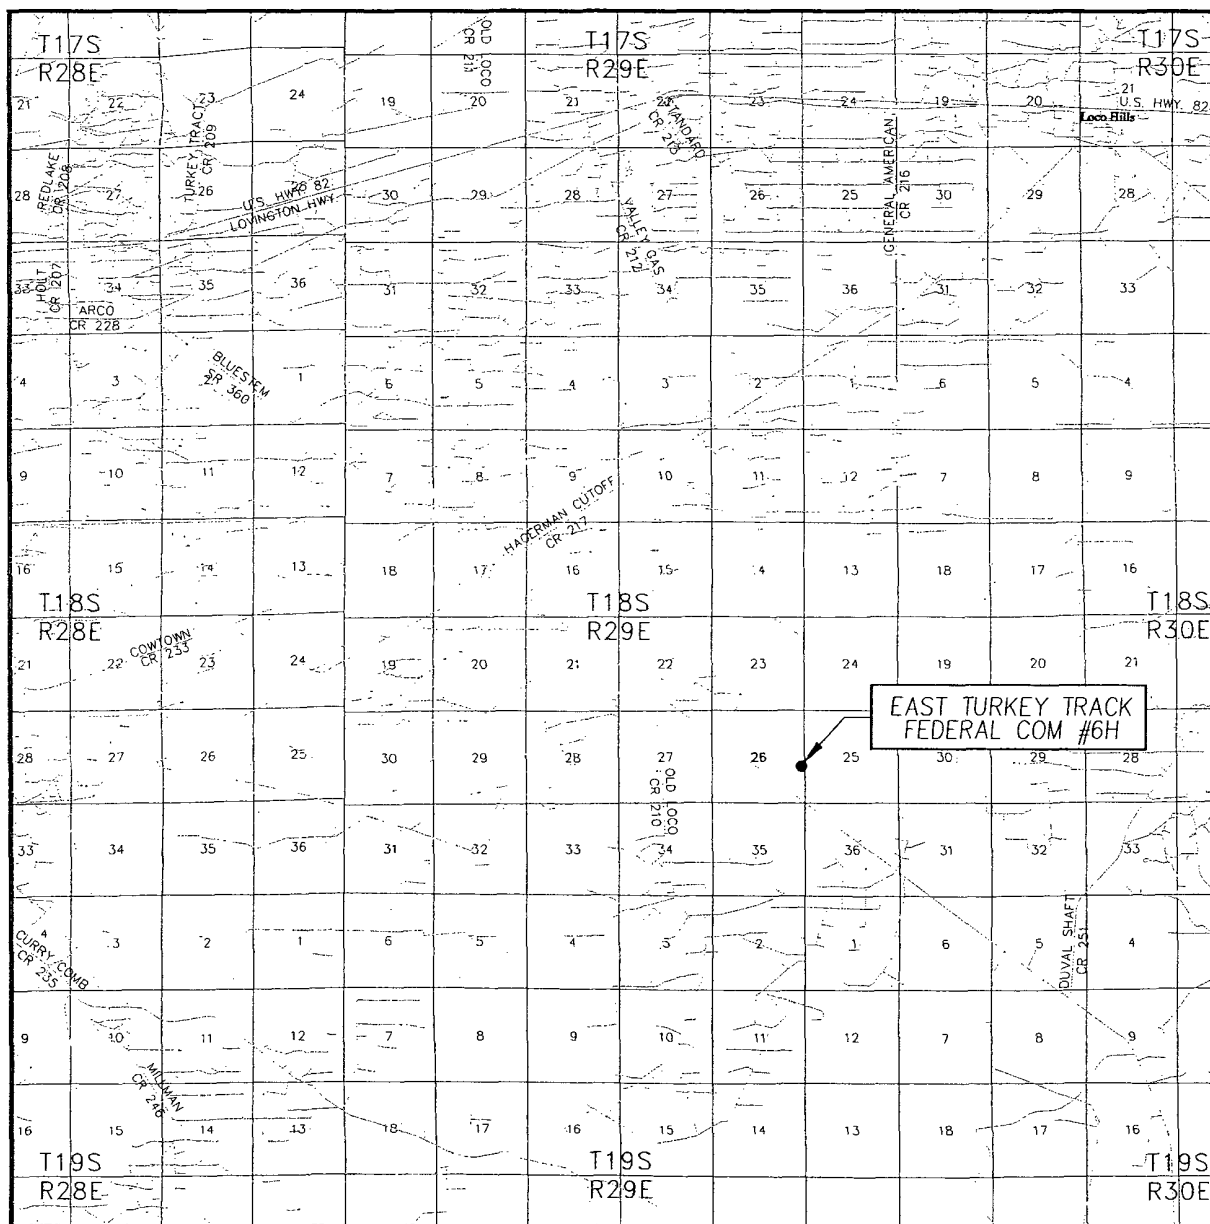 T17S T17S T17S
R28E R29E R30E
OLD LOCO
CR 211
21 22 23 24 19 20 21 22 23 24 19 20 21
U.S. HWY. 82
Loco Hills
TURKEY TRACT
CR 209
STANDARD
CR 213
GENERAL AMERICAN
CR 216
REDLAKE
CR 208
28 27 26 30 29 28 27 26 25 30 29 28
U.S. HWY 82
LOVINGTON HWY
VALLEY GAS
CR 212
HOLT
CR 207
33 34 35 36 31 32 33 34 35 36 31 32 33
ARCO
CR 228
BLUESTEM
SR 360
4 3 2 1 6 5 4 3 2 1 6 5 4
9 10 11 12 7 8 9 10 11 12 7 8 9
HAGERMAN CUTOFF
CR 217
16 15 14 13 18 17 16 15 14 13 18 17 16
T18S T18S T18S
R28E R29E R30E
COWTOWN
CR 233
21 22 23 24 19 20 21 22 23 24 19 20 21
EAST TURKEY TRACK
FEDERAL COM #6H
28 27 26 25 30 29 28 27 26 25 30 29 28
OLD LOCO
CR 210
33 34 35 36 31 32 33 34 35 36 31 32 33
DUVAL SHAFT
CR 251
4 3 2 1 6 5 4 3 2 1 6 5 4
CURRY COMB
CR 235
9 10 11 12 7 8 9 10 11 12 7 8 9
MILLMAN
CR 246
16 15 14 13 18 17 16 15 14 13 18 17 16
T19S T19S T19S
R28E R29E R30E